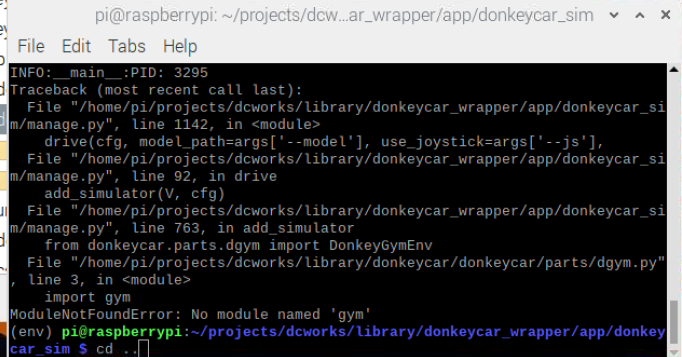 pi@raspberrypi: ~/projects/dcw...ar_wrapper/app/donkeycar_sim
File Edit Tabs Help
INFO:__main__:PID: 3295
Traceback (most recent call last):
File "/home/pi/projects/dcworks/library/donkeycar_wrapper/app/donkeycar_si
m/manage.py", line 1142, in <module>
drive(cfg, model_path=args['--model'], use_joystick=args['--js'],
File "/home/pi/projects/dcworks/library/donkeycar_wrapper/app/donkeycar_si
m/manage.py", line 92, in drive
add_simulator(V, cfg)
File "/home/pi/projects/dcworks/library/donkeycar_wrapper/app/donkeycar_si
m/manage.py", line 763, in add_simulator
from donkeycar.parts.dgym import DonkeyGymEnv
File "/home/pi/projects/dcworks/library/donkeycar/donkeycar/parts/dgym.py"
, line 3, in <module>
import gym
ModuleNotFoundError: No module named 'gym'
(env) pi@raspberrypi:~/projects/dcworks/library/donkeycar_wrapper/app/donkey
car_sim $ cd ..